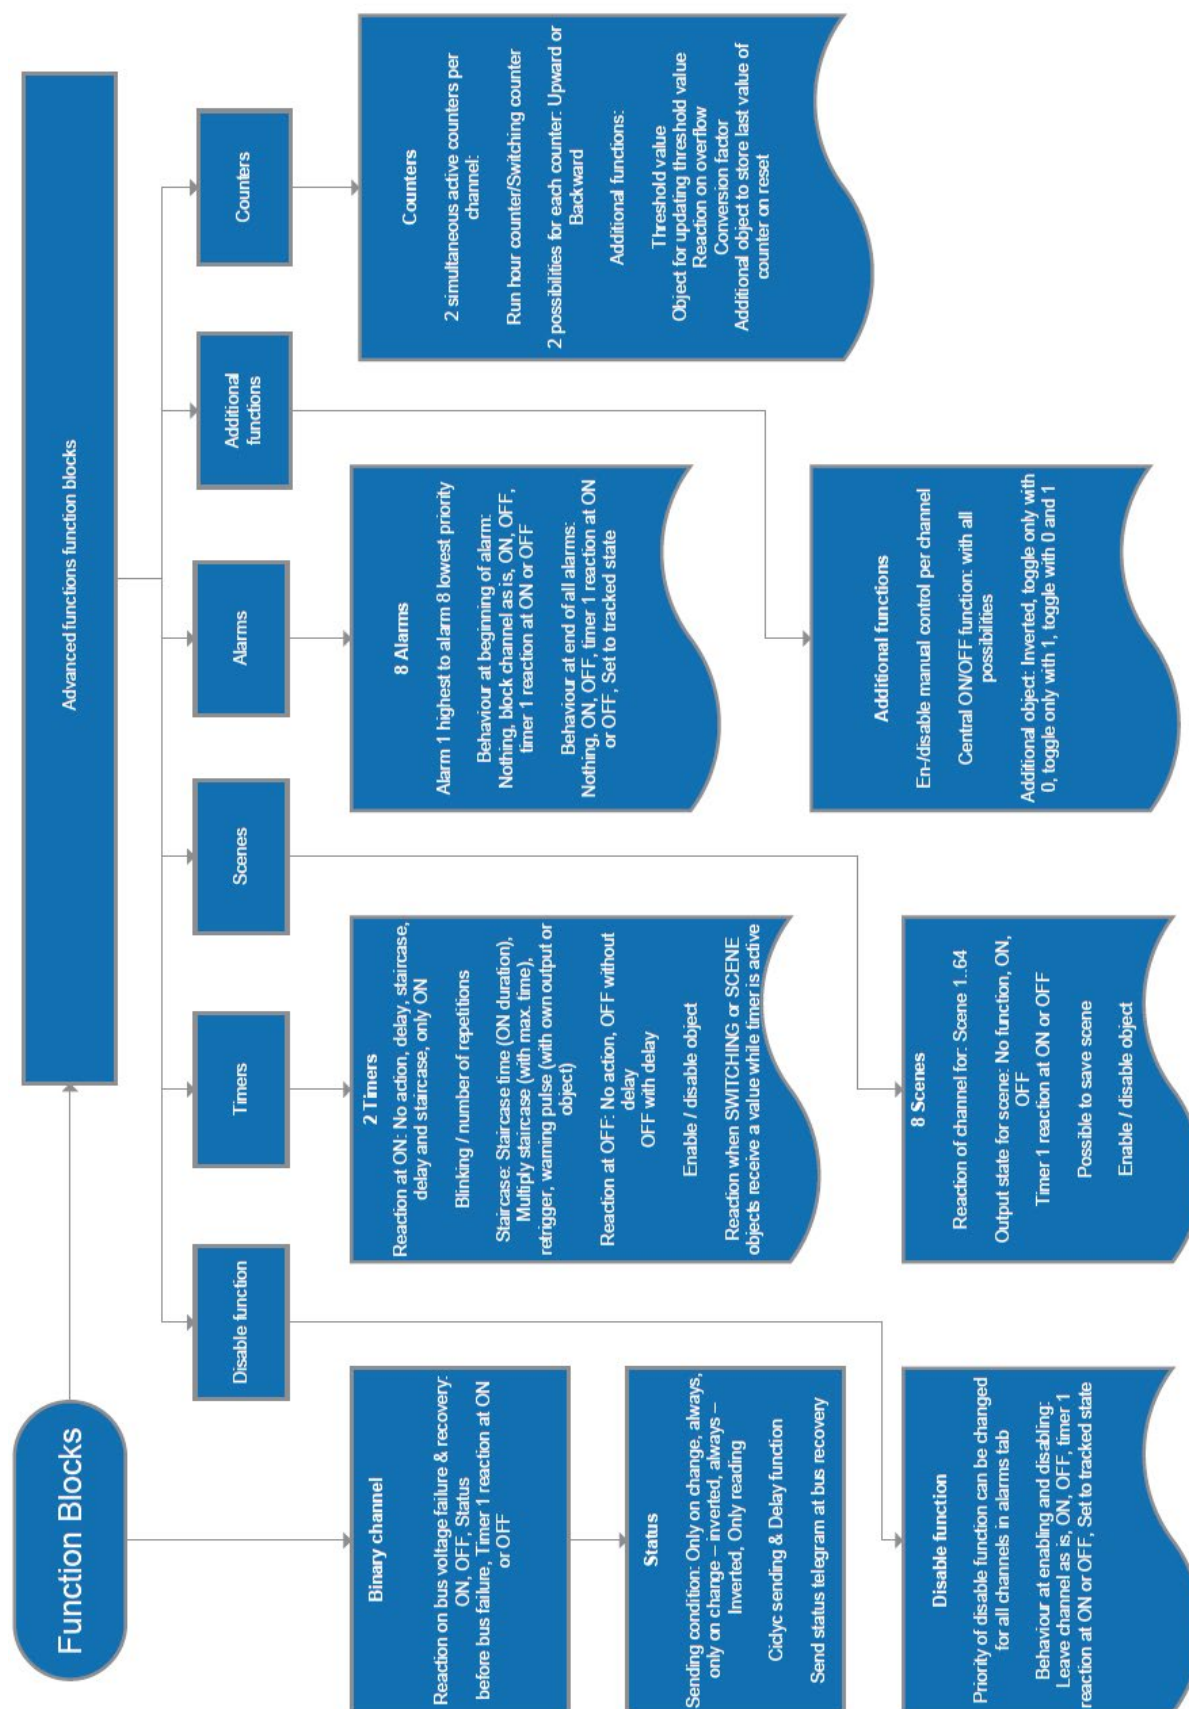 Function Blocks
Advanced functions function blocks
Disable function
Timers
Scenes
Alarms
Additional
functions
Counters
Binary channel
Reaction on bus voltage failure & recovery:
ON, OFF, Status
before bus failure, Timer 1 reaction at ON
or OFF
Status
Sending condition: Only on change, always,
only on change – inverted, always –
Inverted, Only reading
Ciclyc sending & Delay function
Send status telegram at bus recovery
Disable function
Priority of disable function can be changed
for all channels in alarms tab
Behaviour at enabling and disabling:
Leave channel as is, ON, OFF, timer 1
reaction at ON or OFF, Set to tracked state
2 Timers
Reaction at ON: No action, delay, staircase,
delay and staircase, only ON
Blinking / number of repetitions
Staircase: Staircase time (ON duration),
Multiply staircase (with max. time),
retrigger, warning pulse (with own output or
object)
Reaction at OFF: No action, OFF without
delay
OFF with delay
Enable / disable object
Reaction when SWITCHING or SCENE
objects receive a value while timer is active
8 Scenes
Reaction of channel for: Scene 1..64
Output state for scene: No function, ON,
OFF
Timer 1 reaction at ON or OFF
Possible to save scene
Enable / disable object
8 Alarms
Alarm 1 highest to alarm 8 lowest priority
Behaviour at beginning of alarm:
Nothing, block channel as is, ON, OFF,
timer 1 reaction at ON or OFF
Behaviour at end of all alarms:
Nothing, ON, OFF, timer 1 reaction at ON
or OFF, Set to tracked state
Additional functions
En-/disable manual control per channel
Central ON/OFF function: with all
possibilities
Additional object: Inverted, toggle only with
0, toggle only with 1, toggle with 0 and 1
Counters
2 simultaneous active counters per
channel:
Run hour counter/Switching counter
2 possibilities for each counter: Upward or
Backward
Additional functions:
Threshold value
Object for updating threshold value
Reaction on overflow
Conversion factor
Additional object to store last value of
counter on reset